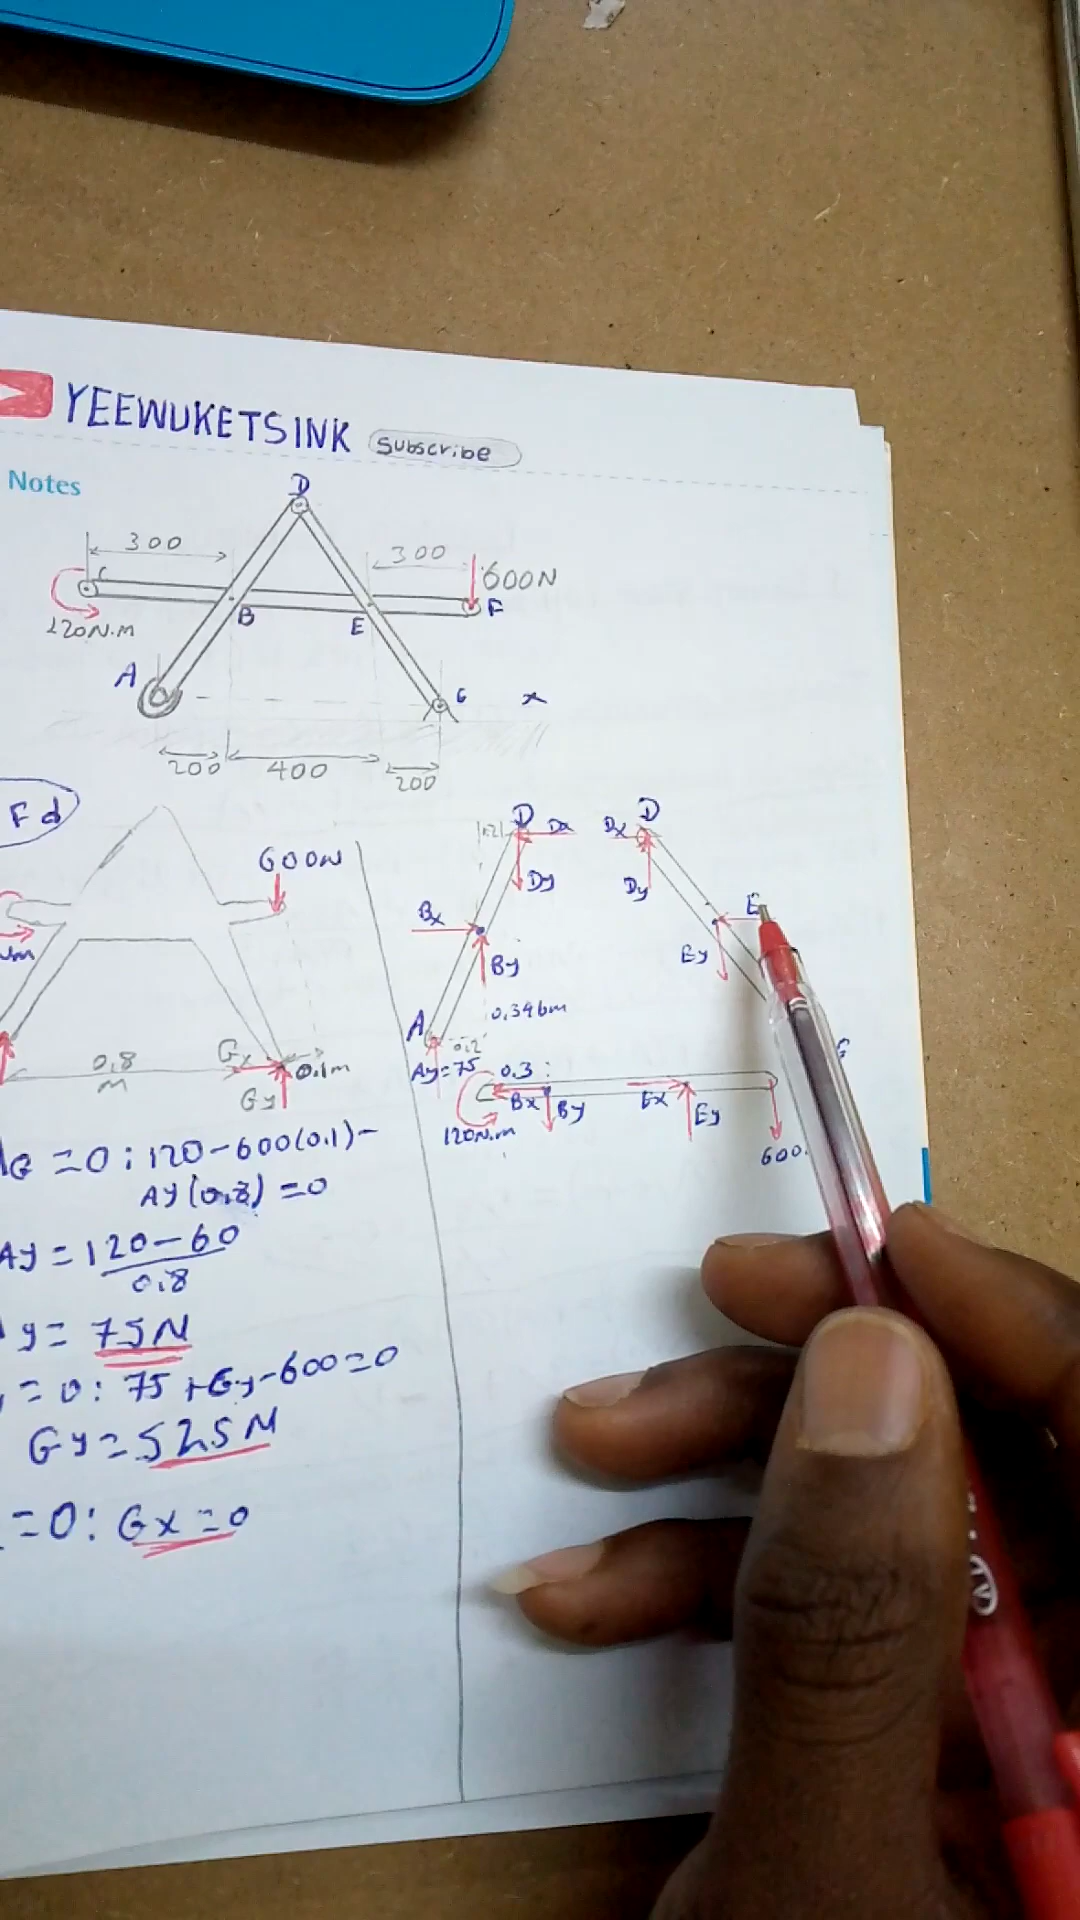 YEEWUKETSINK
subscribe
Notes
D
300
300
600N
C
B
E
F
120N.m
A
G
x
200
400
200
F d
600N
0.8
m
Gx
0.1m
Gy
D
Dx
Dy
Bx
By
0.346m
A
0.2
Ay=75
D
Dx
Dy
E
Ey
G
0.3
Bx
By
Ex
Ey
120N.m
600
G =0: 120-600(0.1)-
Ay(0.8) =0
Ay = 120-60
0.8
y= 75N
=0: 75+Gy-600=0
Gy=525N
=0: Gx=0